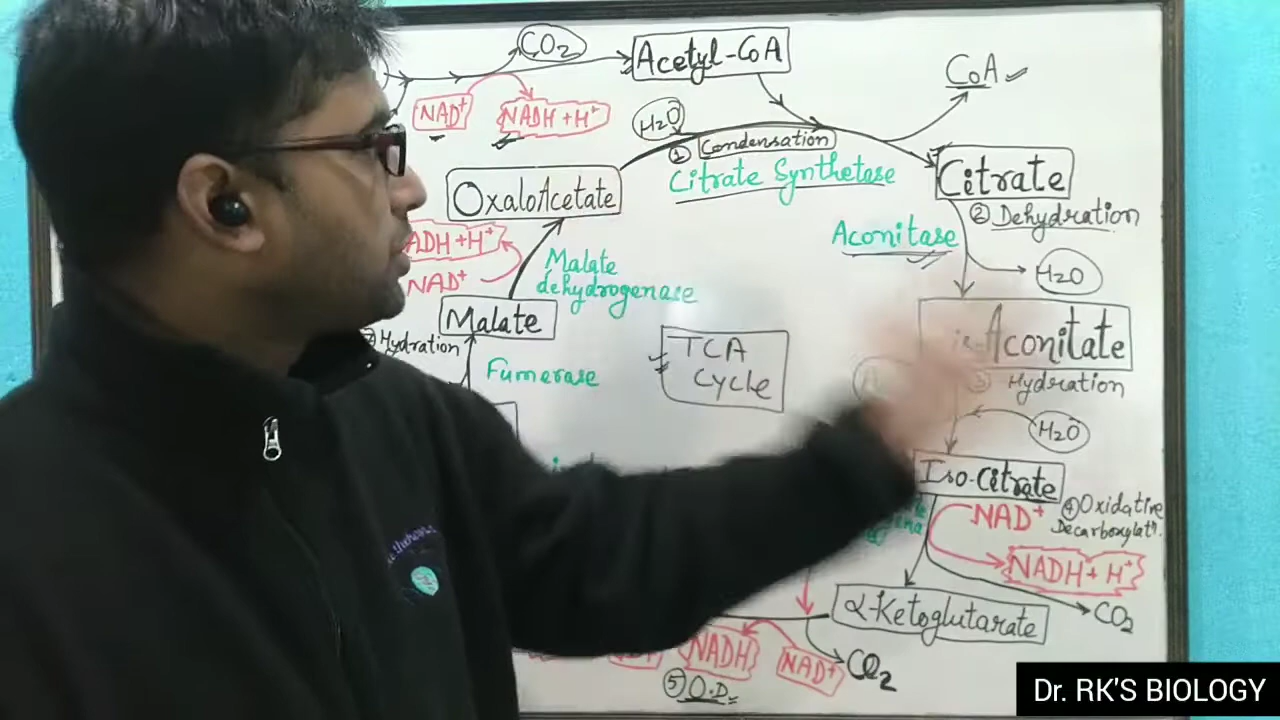 CO2
Acetyl-CoA
CoA
NAD+
NADH + H+
H2O
① Condensation
Citrate Synthetase
Citrate
② Dehydration
OxaloAcetate
Aconitase
H2O
ADH + H+
NAD+
Malate
dehydrogenase
Malate
Hydration
Fumerase
TCA
Cycle
Aconitate
③ Hydration
H2O
Iso-Citrate
NAD+
④ Oxidative
Decarboxylatn.
NADH + H+
α-Ketoglutarate
CO2
NADH
NAD+
CO2
⑤ O.D.
Dr. RK'S BIOLOGY